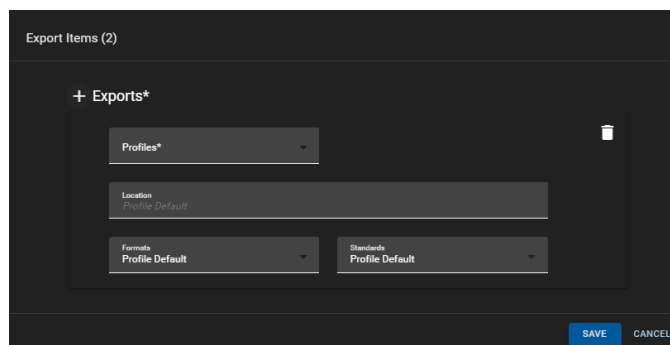 Export Items (2)
+ Exports*
Profiles*
Location
Profile Default
Formats
Profile Default
Standards
Profile Default
SAVE CANCEL